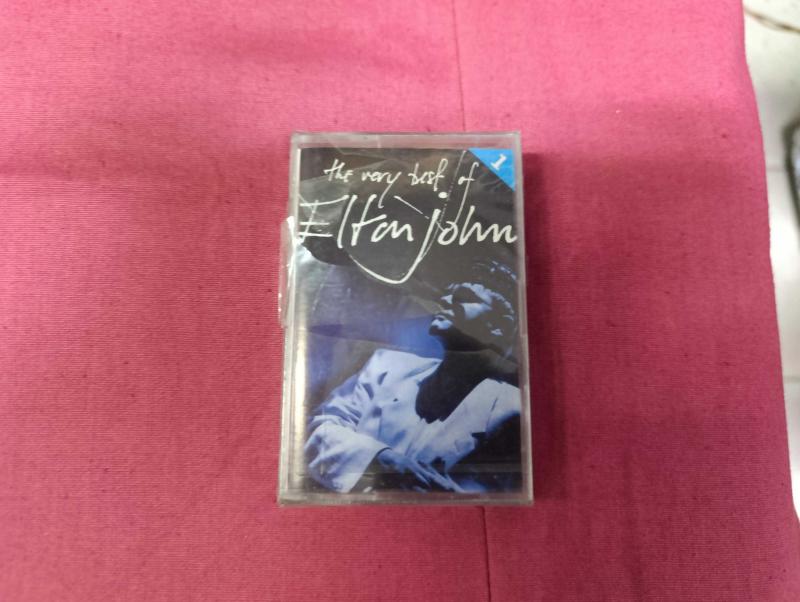 1
the very best of
Elton john